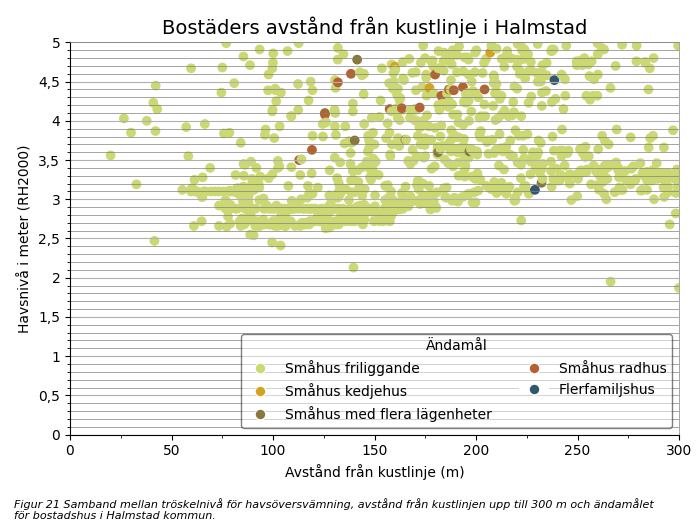 Bostäders avstånd från kustlinje i Halmstad
Havsnivå i meter (RH2000)
5
4,5
4
3,5
3
2,5
2
1,5
1
0,5
0
Ändamål
Småhus friliggande
Småhus kedjehus
Småhus med flera lägenheter
Småhus radhus
Flerfamiljshus
0 50 100 150 200 250 300
Avstånd från kustlinje (m)
Figur 21 Samband mellan tröskelnivå för havsöversvämning, avstånd från kustlinjen upp till 300 m och ändamålet
för bostadshus i Halmstad kommun.